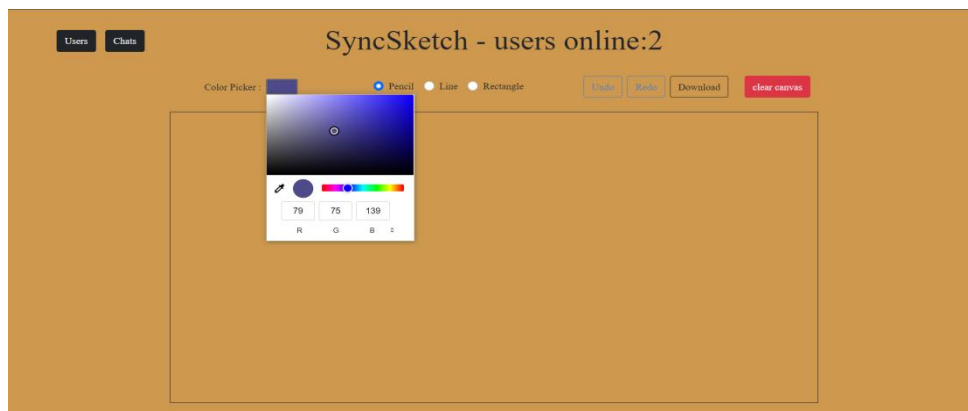 Users Chats SyncSketch - users online:2
Color Picker : Pencil Line Rectangle Undo Redo Download clear canvas
79 75 139
R G B